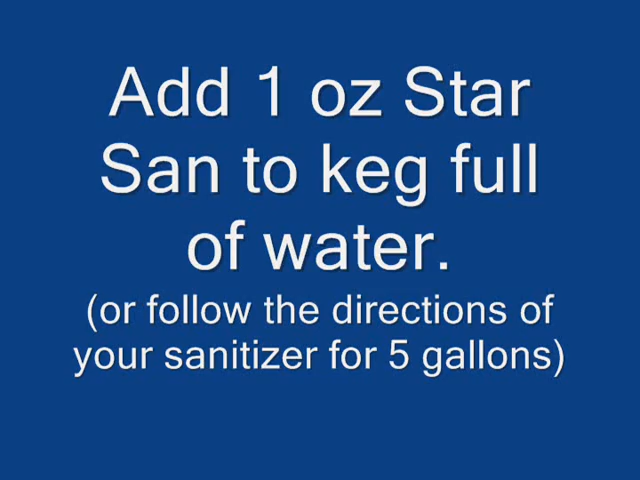 Add 1 oz Star
San to keg full
of water.
(or follow the directions of
your sanitizer for 5 gallons)